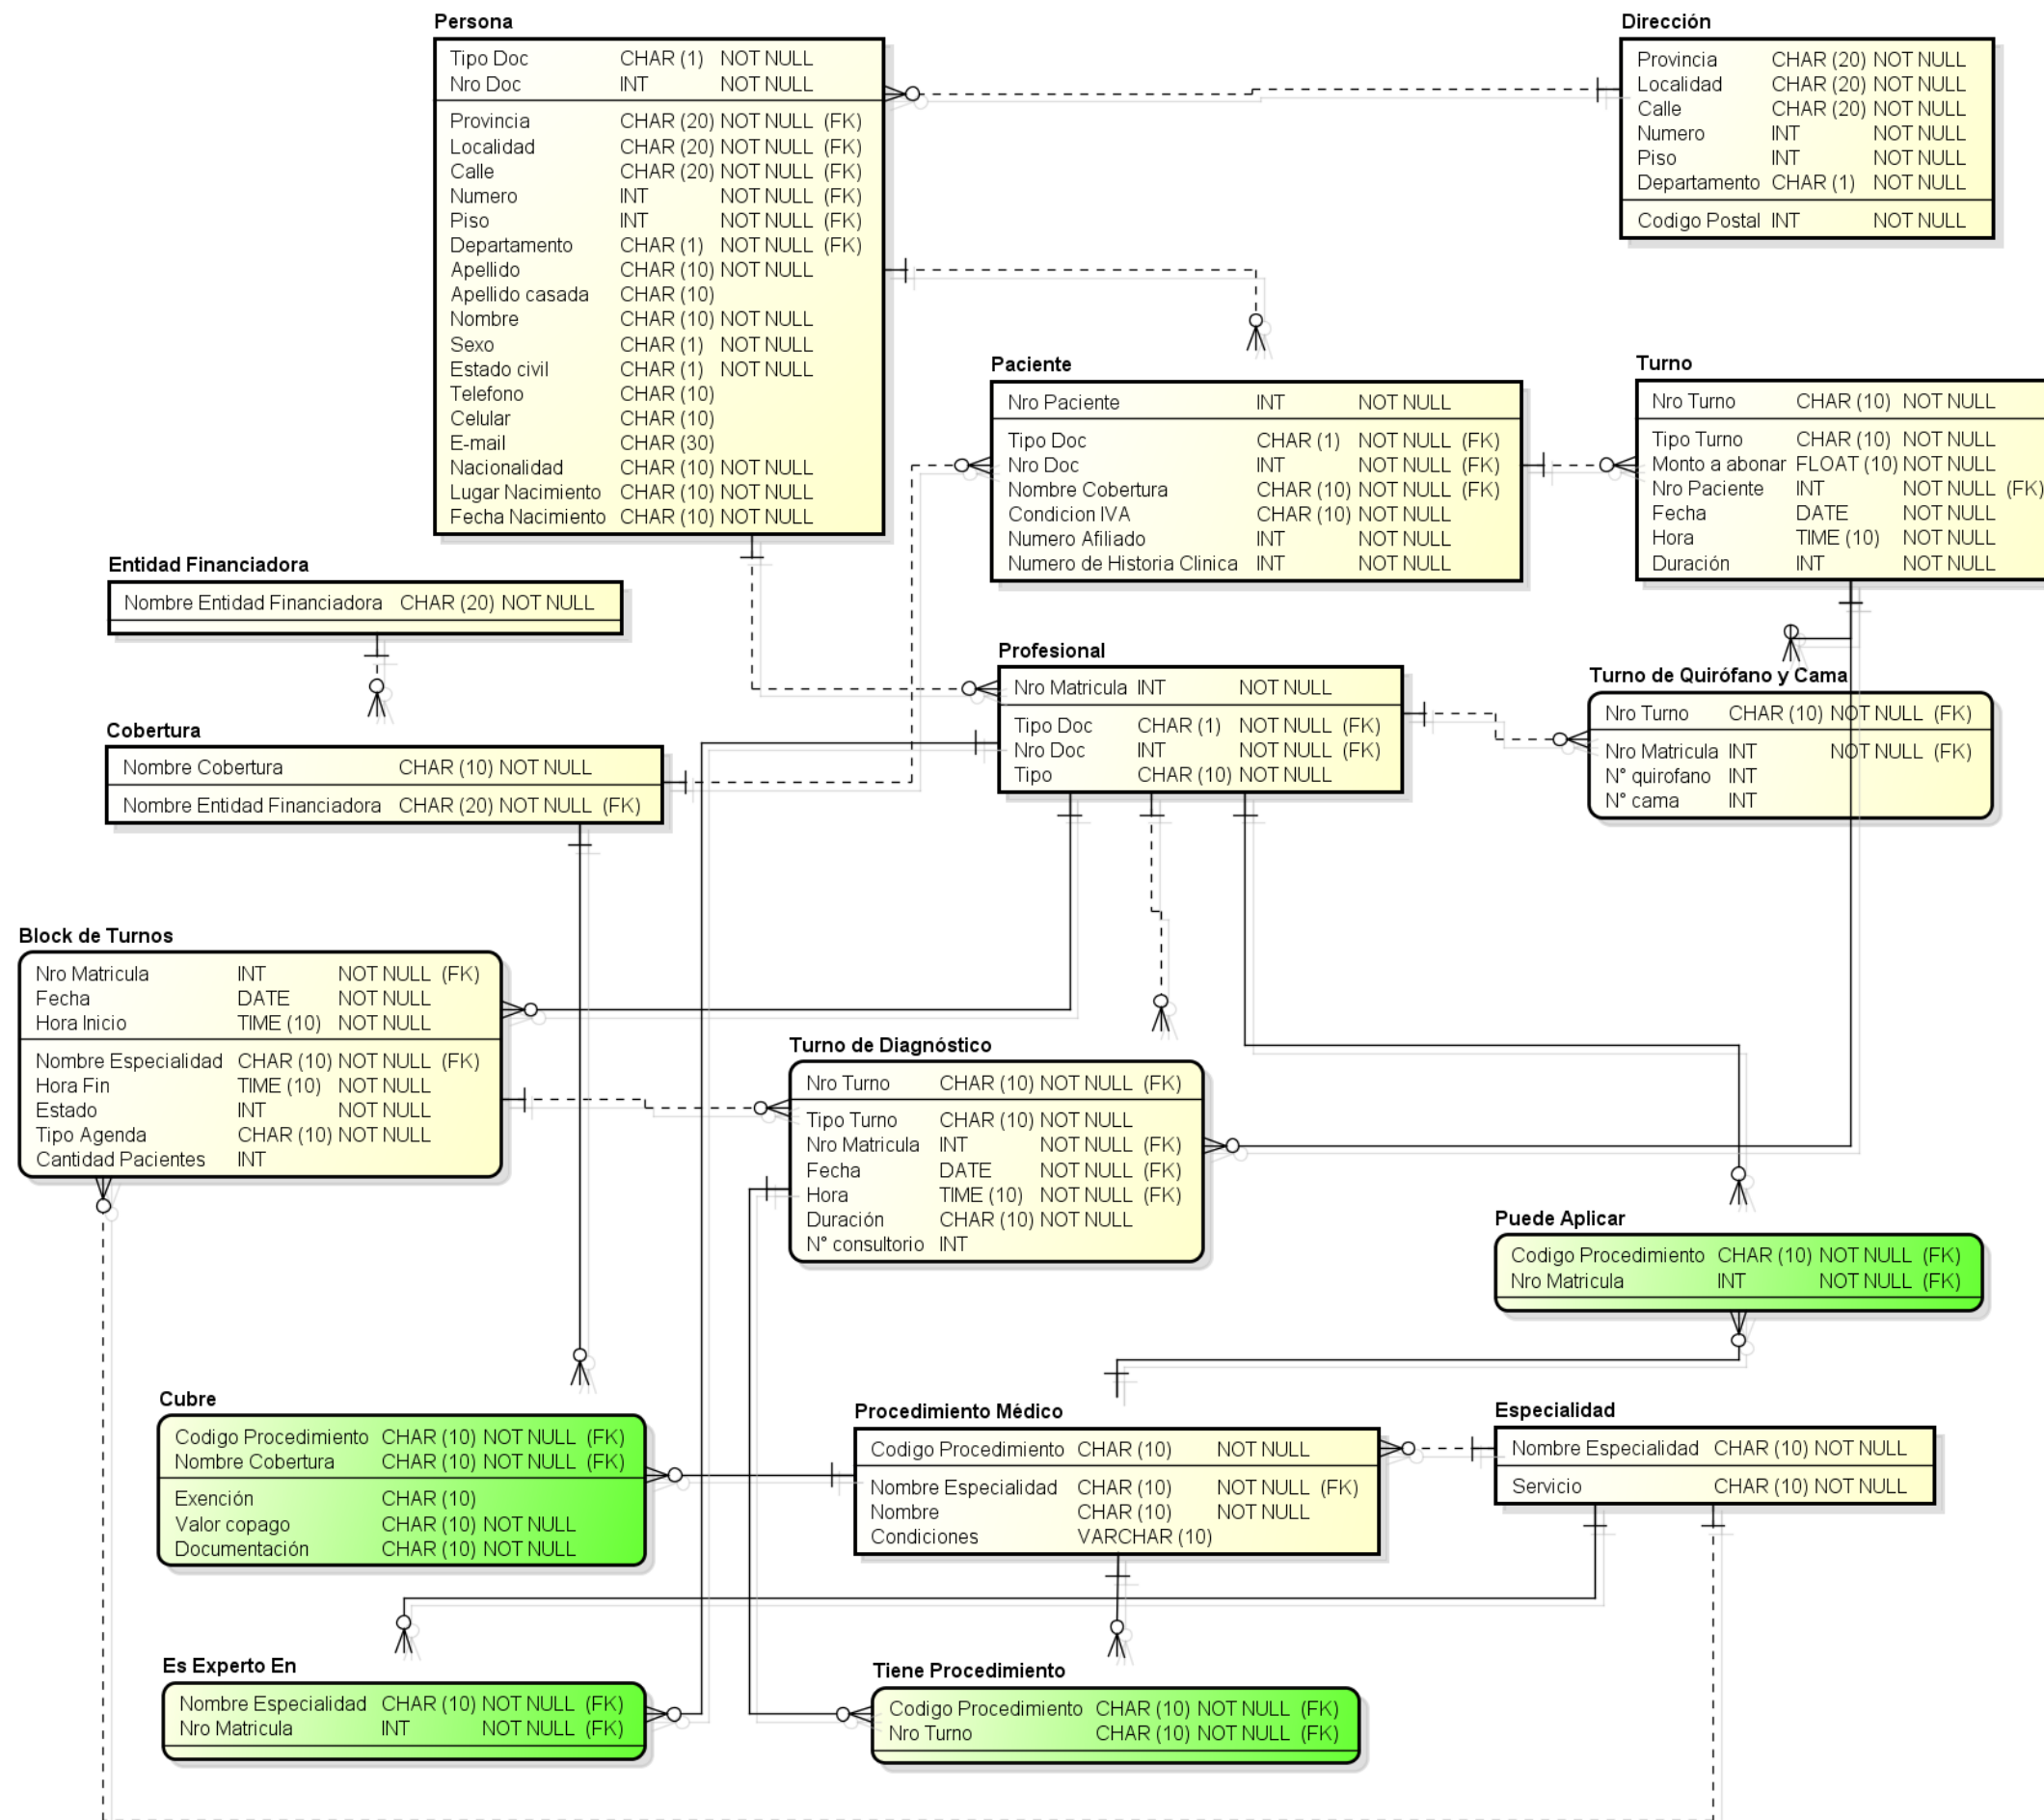 Persona
Tipo Doc CHAR (1) NOT NULL
Nro Doc INT NOT NULL
Provincia CHAR (20) NOT NULL (FK)
Localidad CHAR (20) NOT NULL (FK)
Calle CHAR (20) NOT NULL (FK)
Numero INT NOT NULL (FK)
Piso INT NOT NULL (FK)
Departamento CHAR (1) NOT NULL (FK)
Apellido CHAR (10) NOT NULL
Apellido casada CHAR (10)
Nombre CHAR (10) NOT NULL
Sexo CHAR (1) NOT NULL
Estado civil CHAR (1) NOT NULL
Telefono CHAR (10)
Celular CHAR (10)
E-mail CHAR (30)
Nacionalidad CHAR (10) NOT NULL
Lugar Nacimiento CHAR (10) NOT NULL
Fecha Nacimiento CHAR (10) NOT NULL
Dirección
Provincia CHAR (20) NOT NULL
Localidad CHAR (20) NOT NULL
Calle CHAR (20) NOT NULL
Numero INT NOT NULL
Piso INT NOT NULL
Departamento CHAR (1) NOT NULL
Codigo Postal INT NOT NULL
Paciente
Nro Paciente INT NOT NULL
Tipo Doc CHAR (1) NOT NULL (FK)
Nro Doc INT NOT NULL (FK)
Nombre Cobertura CHAR (10) NOT NULL (FK)
Condicion IVA CHAR (10) NOT NULL
Numero Afiliado INT NOT NULL
Numero de Historia Clinica INT NOT NULL
Turno
Nro Turno CHAR (10) NOT NULL
Tipo Turno CHAR (10) NOT NULL
Monto a abonar FLOAT (10) NOT NULL
Nro Paciente INT NOT NULL (FK)
Fecha DATE NOT NULL
Hora TIME (10) NOT NULL
Duración INT NOT NULL
Entidad Financiadora
Nombre Entidad Financiadora CHAR (20) NOT NULL
Cobertura
Nombre Cobertura CHAR (10) NOT NULL
Nombre Entidad Financiadora CHAR (20) NOT NULL (FK)
Profesional
Nro Matricula INT NOT NULL
Tipo Doc CHAR (1) NOT NULL (FK)
Nro Doc INT NOT NULL (FK)
Tipo CHAR (10) NOT NULL
Turno de Quirófano y Cama
Nro Turno CHAR (10) NOT NULL (FK)
Nro Matricula INT NOT NULL (FK)
N° quirofano INT
N° cama INT
Block de Turnos
Nro Matricula INT NOT NULL (FK)
Fecha DATE NOT NULL
Hora Inicio TIME (10) NOT NULL
Nombre Especialidad CHAR (10) NOT NULL (FK)
Hora Fin TIME (10) NOT NULL
Estado INT NOT NULL
Tipo Agenda CHAR (10) NOT NULL
Cantidad Pacientes INT
Turno de Diagnóstico
Nro Turno CHAR (10) NOT NULL (FK)
Tipo Turno CHAR (10) NOT NULL
Nro Matricula INT NOT NULL (FK)
Fecha DATE NOT NULL (FK)
Hora TIME (10) NOT NULL (FK)
Duración CHAR (10) NOT NULL
N° consultorio INT
Puede Aplicar
Codigo Procedimiento CHAR (10) NOT NULL (FK)
Nro Matricula INT NOT NULL (FK)
Cubre
Codigo Procedimiento CHAR (10) NOT NULL (FK)
Nombre Cobertura CHAR (10) NOT NULL (FK)
Exención CHAR (10)
Valor copago CHAR (10) NOT NULL
Documentación CHAR (10) NOT NULL
Procedimiento Médico
Codigo Procedimiento CHAR (10) NOT NULL
Nombre Especialidad CHAR (10) NOT NULL (FK)
Nombre CHAR (10) NOT NULL
Condiciones VARCHAR (10)
Especialidad
Nombre Especialidad CHAR (10) NOT NULL
Servicio CHAR (10) NOT NULL
Es Experto En
Nombre Especialidad CHAR (10) NOT NULL (FK)
Nro Matricula INT NOT NULL (FK)
Tiene Procedimiento
Codigo Procedimiento CHAR (10) NOT NULL (FK)
Nro Turno CHAR (10) NOT NULL (FK)